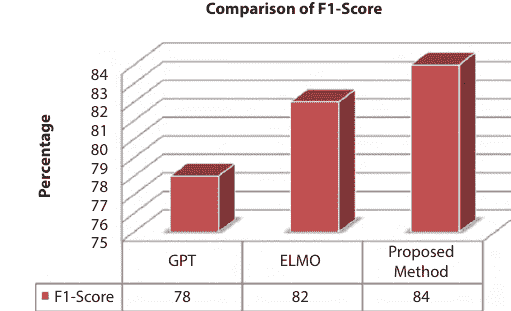 Comparison of F1-Score
Percentage
84
83
82
81
80
79
78
77
76
75
GPT
ELMO
Proposed
Method
F1-Score
78
82
84